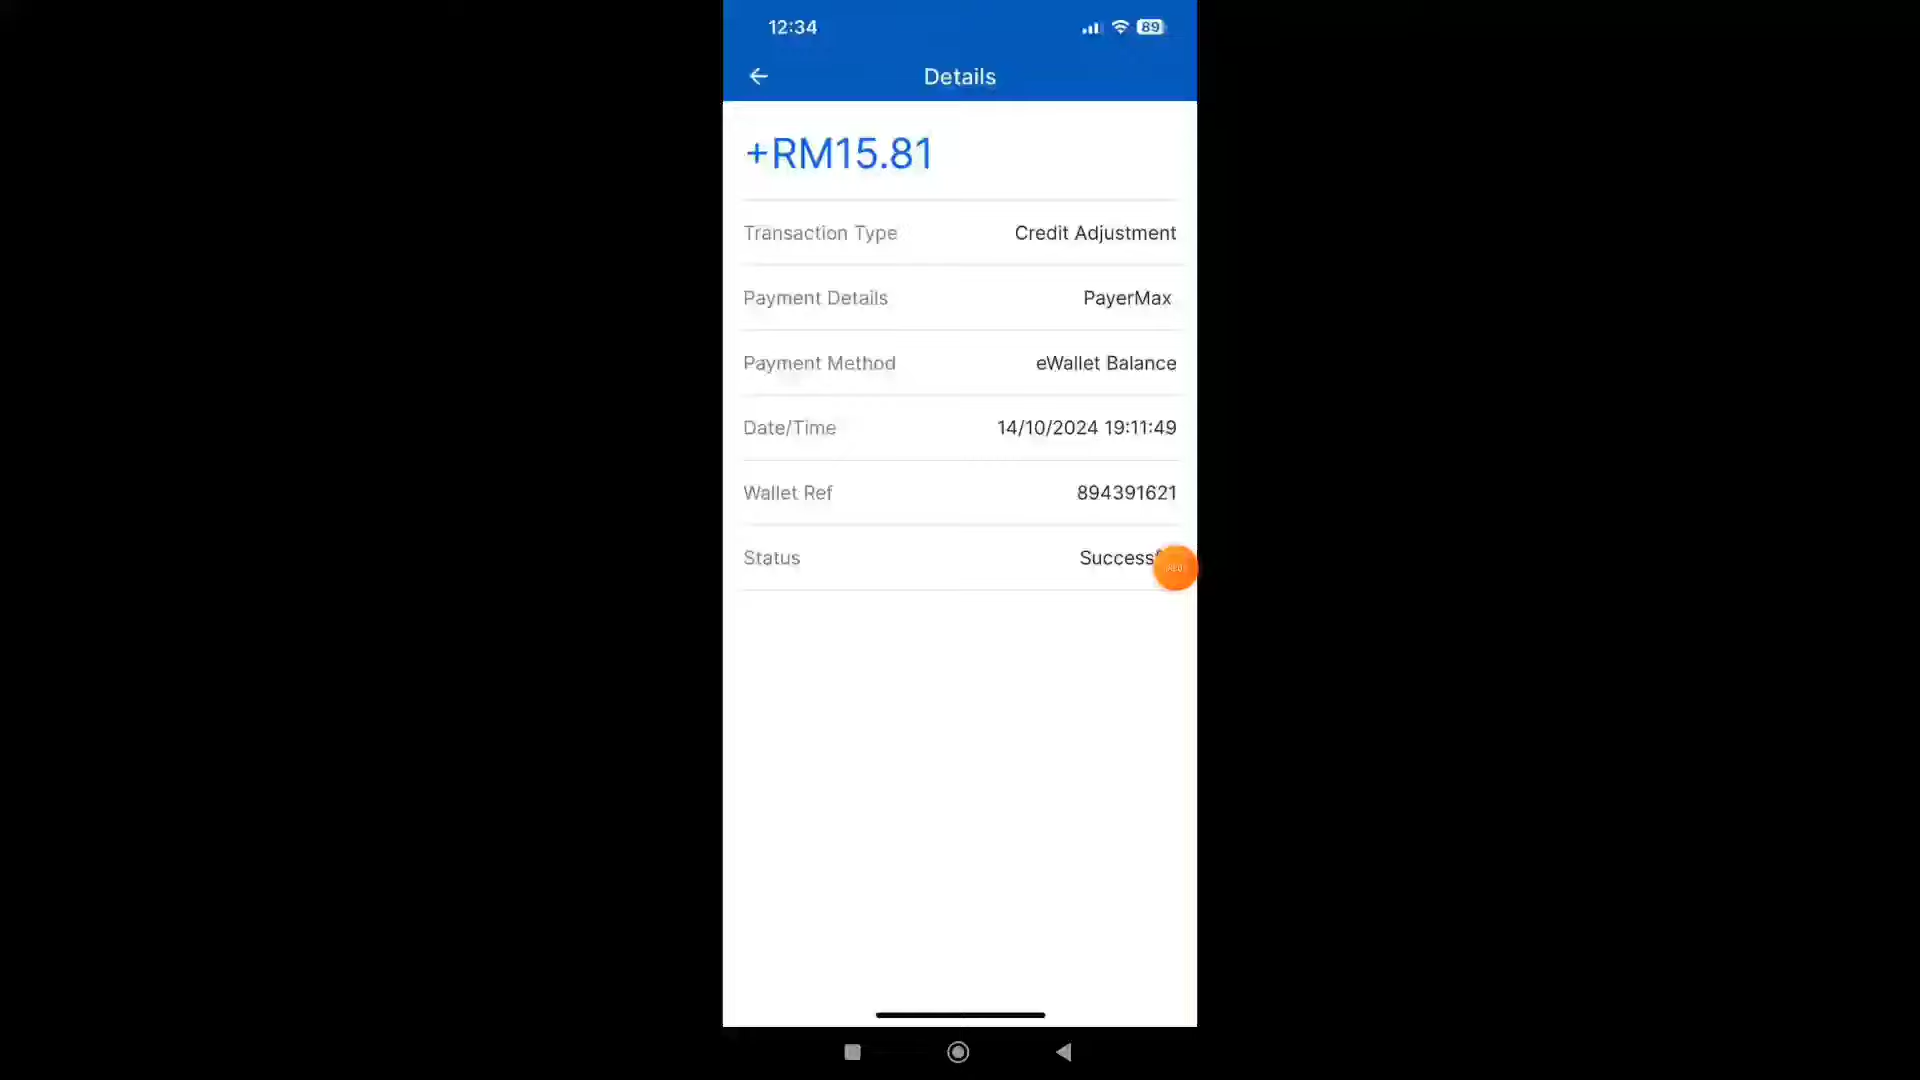 12:34
89
Details
+RM15.81
Transaction Type Credit Adjustment
Payment Details PayerMax
Payment Method eWallet Balance
Date/Time 14/10/2024 19:11:49
Wallet Ref 894391621
Status Success